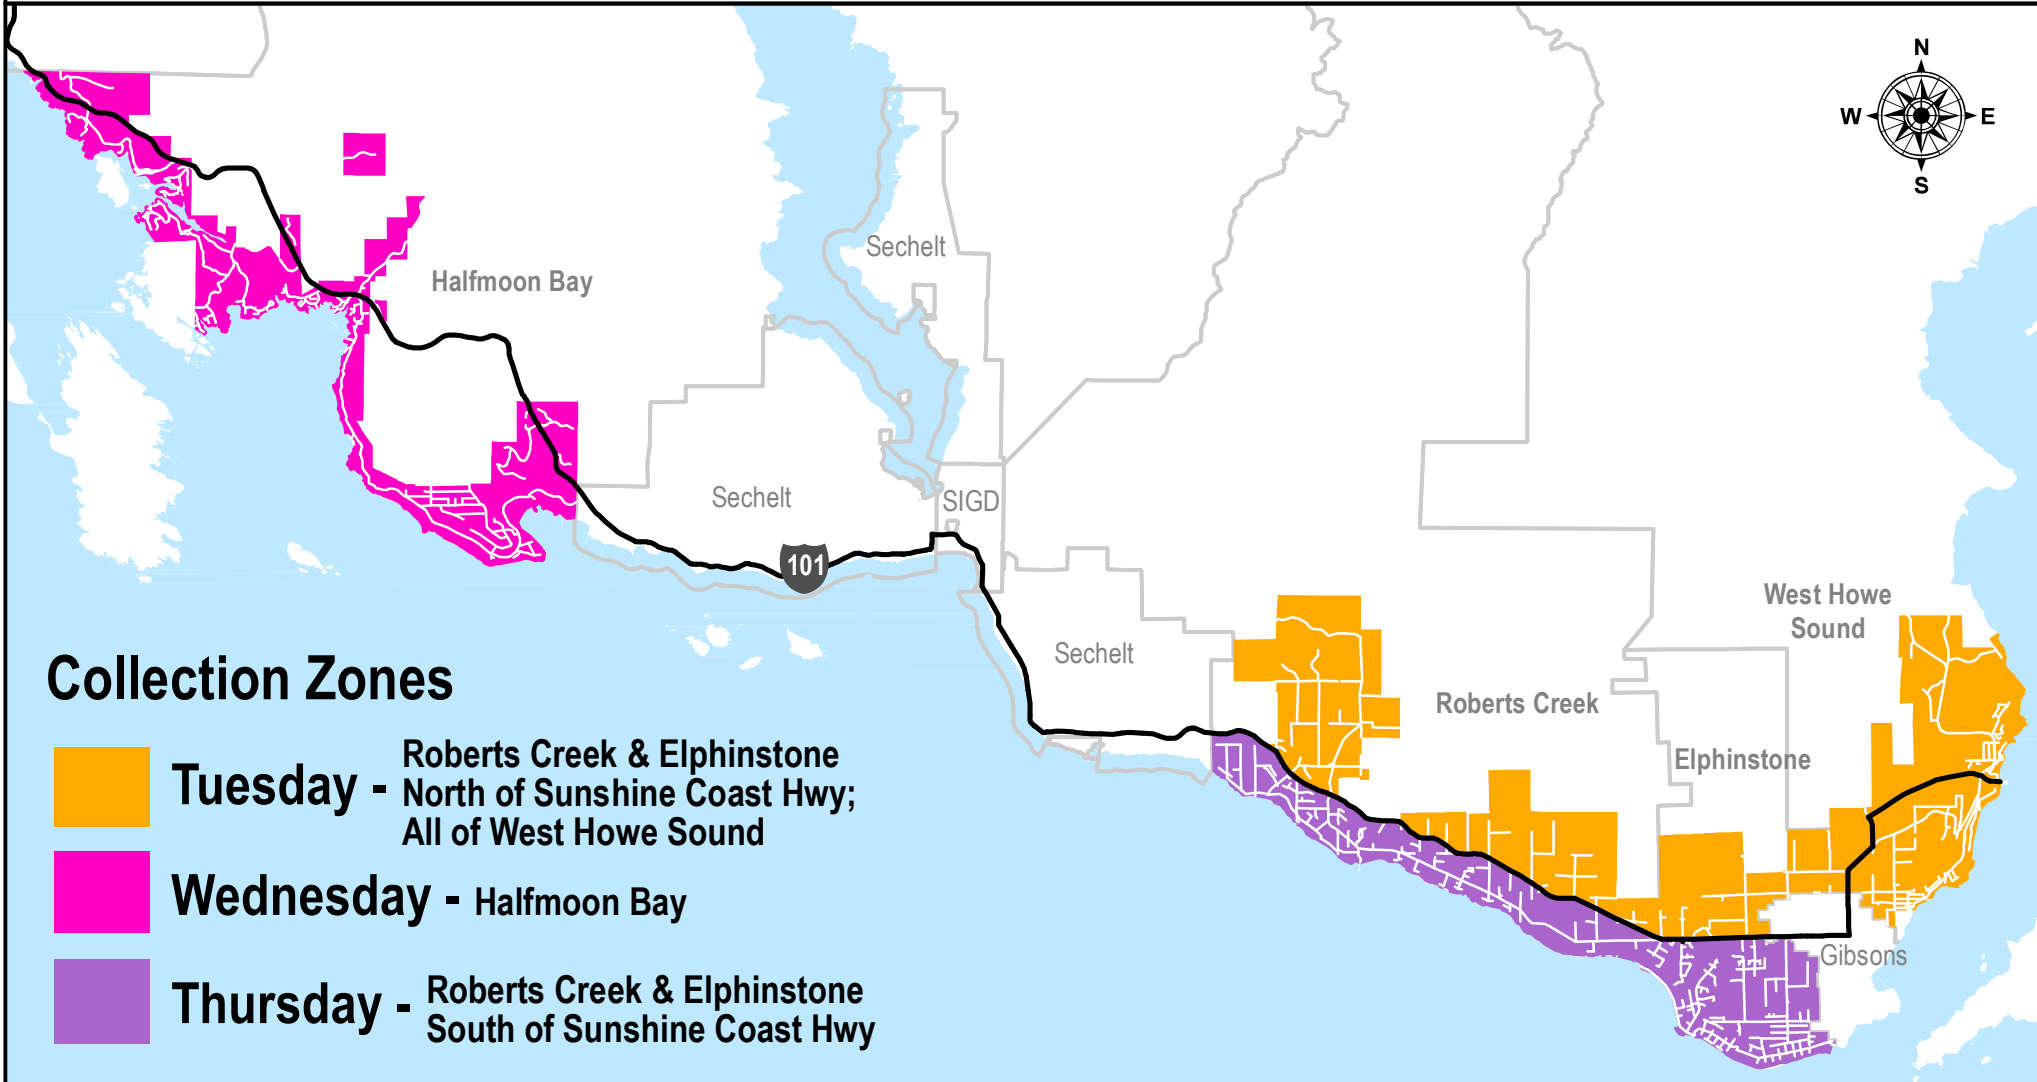 N
W
E
S
Sechelt
Halfmoon Bay
Sechelt
SIGD
101
West Howe
Sound
Sechelt
Roberts Creek
Elphinstone
Gibsons
Collection Zones
Tuesday - Roberts Creek & Elphinstone
North of Sunshine Coast Hwy;
All of West Howe Sound
Wednesday - Halfmoon Bay
Thursday - Roberts Creek & Elphinstone
South of Sunshine Coast Hwy